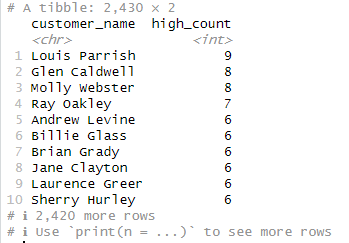 # A tibble: 2,430 × 2
customer_name high_count
<chr> <int>
1 Louis Parrish 9
2 Glen Caldwell 8
3 Molly Webster 8
4 Ray Oakley 7
5 Andrew Levine 6
6 Billie Glass 6
7 Brian Grady 6
8 Jane Clayton 6
9 Laurence Greer 6
10 Sherry Hurley 6
# ℹ 2,420 more rows
# ℹ Use `print(n = ...)` to see more rows